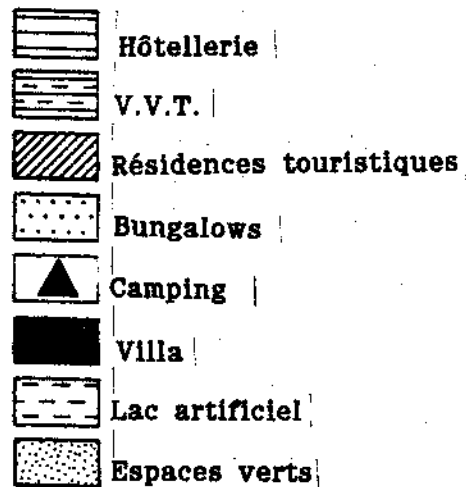 Hôtellerie
V.V.T.
Résidences touristiques
Bungalows
Camping
Villa
Lac artificiel
Espaces verts